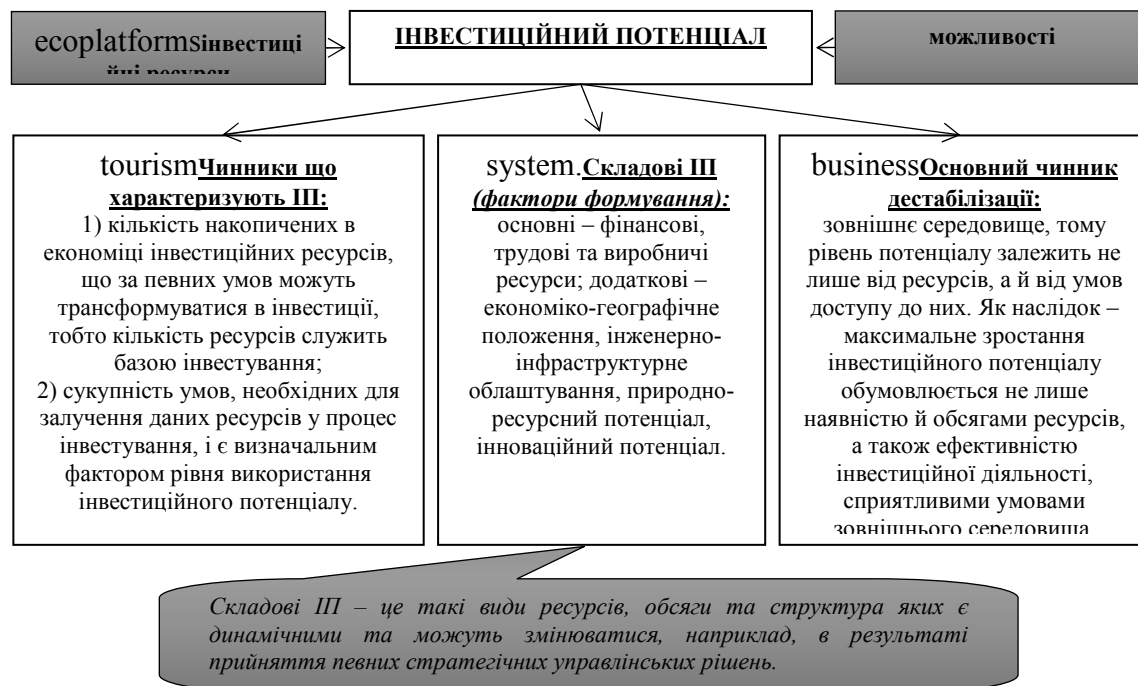 ecoplatformsінвестиці
йні ресурси
ІНВЕСТИЦІЙНИЙ ПОТЕНЦІАЛ
можливості
tourismЧинники що
характеризують ІП:
1) кількість накопичених в
економіці інвестиційних ресурсів,
що за певних умов можуть
трансформуватися в інвестиції,
тобто кількість ресурсів служить
базою інвестування;
2) сукупність умов, необхідних для
залучення даних ресурсів у процес
інвестування, і є визначальним
фактором рівня використання
інвестиційного потенціалу.
system.Складові ІП
(фактори формування):
основні – фінансові,
трудові та виробничі
ресурси; додаткові –
економіко-географічне
положення, інженерно-
інфраструктурне
облаштування, природно-
ресурсний потенціал,
інноваційний потенціал.
businessОсновний чинник
дестабілізації:
зовнішнє середовище, тому
рівень потенціалу залежить не
лише від ресурсів, а й від умов
доступу до них. Як наслідок –
максимальне зростання
інвестиційного потенціалу
обумовлюється не лише
наявністю й обсягами ресурсів,
а також ефективністю
інвестиційної діяльності,
сприятливими умовами
зовнішнього середовища
Складові ІП – це такі види ресурсів, обсяги та структура яких є
динамічними та можуть змінюватися, наприклад, в результаті
прийняття певних стратегічних управлінських рішень.